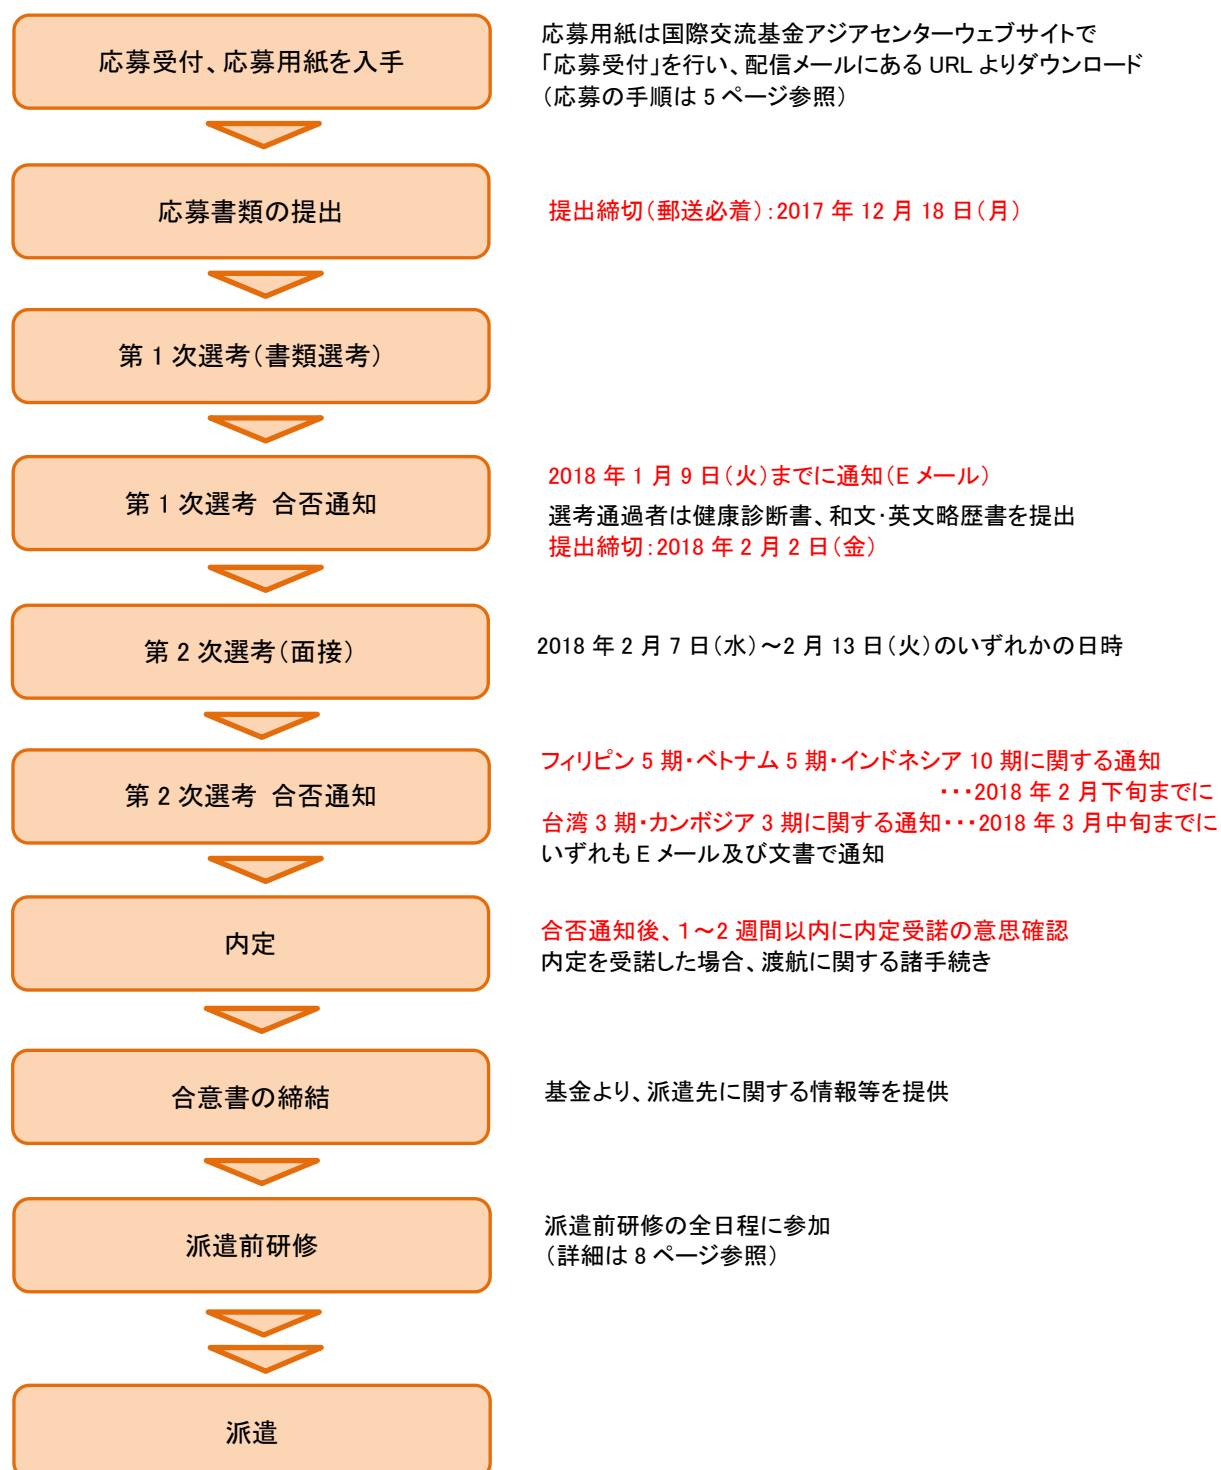 応募受付、応募用紙を入手
応募用紙は国際交流基金アジアセンターウェブサイトで
「応募受付」を行い、配信メールにある URL よりダウンロード
（応募の手順は 5 ページ参照）
応募書類の提出
提出締切（郵送必着）：2017 年 12 月 18 日（月）
第 1 次選考（書類選考）
第 1 次選考 合否通知
2018 年 1 月 9 日（火）までに通知（E メール）
選考通過者は健康診断書、和文・英文略歴書を提出
提出締切：2018 年 2 月 2 日（金）
第 2 次選考（面接）
2018 年 2 月 7 日（水）～2 月 13 日（火）のいずれかの日時
第 2 次選考 合否通知
フィリピン 5 期・ベトナム 5 期・インドネシア 10 期に関する通知
・・・2018 年 2 月下旬までに
台湾 3 期・カンボジア 3 期に関する通知・・・2018 年 3 月中旬までに
いずれも E メール及び文書で通知
内定
合否通知後、1～2 週間以内に内定受諾の意思確認
内定を受諾した場合、渡航に関する諸手続き
合意書の締結
基金より、派遣先に関する情報等を提供
派遣前研修
派遣前研修の全日程に参加
（詳細は 8 ページ参照）
派遣